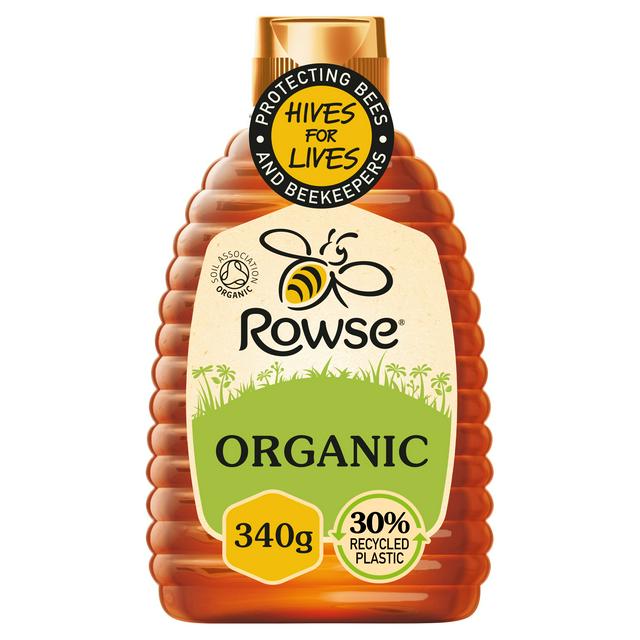 PROTECTING BEES
HIVES
FOR
LIVES
• AND BEEKEEPERS •
SOIL ASSOCIATION
ORGANIC
Rowse®
ORGANIC
340g
30%
RECYCLED
PLASTIC